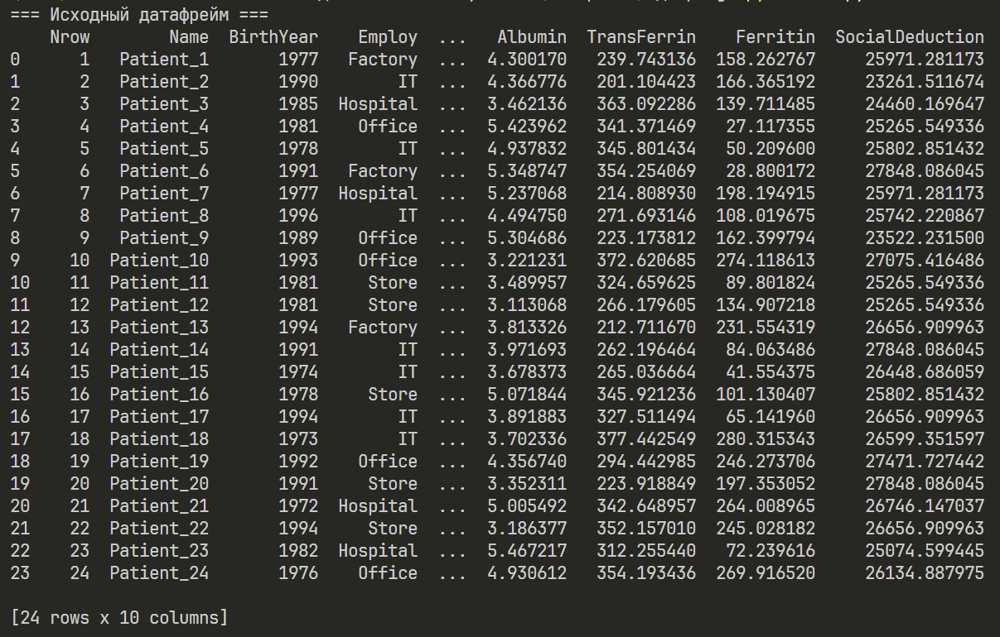 === Исходный датафрейм ===
    Nrow        Name  BirthYear    Employ  ...   Albumin  TransFerrin    Ferritin  SocialDeduction
0      1   Patient_1       1977   Factory  ...  4.300170   239.743136  158.262767     25971.281173
1      2   Patient_2       1990        IT  ...  4.366776   201.104423  166.365192     23261.511674
2      3   Patient_3       1985  Hospital  ...  3.462136   363.092286  139.711485     24460.169647
3      4   Patient_4       1981    Office  ...  5.423962   341.371469   27.117355     25265.549336
4      5   Patient_5       1978        IT  ...  4.937832   345.801434   50.209600     25802.851432
5      6   Patient_6       1991   Factory  ...  5.348747   354.254069   28.800172     27848.086045
6      7   Patient_7       1977  Hospital  ...  5.237068   214.808930  198.194915     25971.281173
7      8   Patient_8       1996        IT  ...  4.494750   271.693146  108.019675     25742.220867
8      9   Patient_9       1989    Office  ...  5.304686   223.173812  162.399794     23522.231500
9     10  Patient_10       1993    Office  ...  3.221231   372.620685  274.118613     27075.416486
10    11  Patient_11       1981     Store  ...  3.489957   324.659625   89.801824     25265.549336
11    12  Patient_12       1981     Store  ...  3.113068   266.179605  134.907218     25265.549336
12    13  Patient_13       1994   Factory  ...  3.813326   212.711670  231.554319     26656.909963
13    14  Patient_14       1991        IT  ...  3.971693   262.196464   84.063486     27848.086045
14    15  Patient_15       1974        IT  ...  3.678373   265.036664   41.554375     26448.686059
15    16  Patient_16       1978     Store  ...  5.071844   345.921236  101.130407     25802.851432
16    17  Patient_17       1994        IT  ...  3.891883   327.511494   65.141960     26656.909963
17    18  Patient_18       1973        IT  ...  3.702336   377.442549  280.315343     26599.351597
18    19  Patient_19       1992    Office  ...  4.356740   294.442985  246.273706     27471.727442
19    20  Patient_20       1991     Store  ...  3.352311   223.918849  197.353052     27848.086045
20    21  Patient_21       1972  Hospital  ...  5.005492   342.648957  264.008965     26746.147037
21    22  Patient_22       1994     Store  ...  3.186377   352.157010  245.028182     26656.909963
22    23  Patient_23       1982  Hospital  ...  5.467217   312.255440   72.239616     25074.599445
23    24  Patient_24       1976    Office  ...  4.930612   354.193436  269.916520     26134.887975
[24 rows x 10 columns]